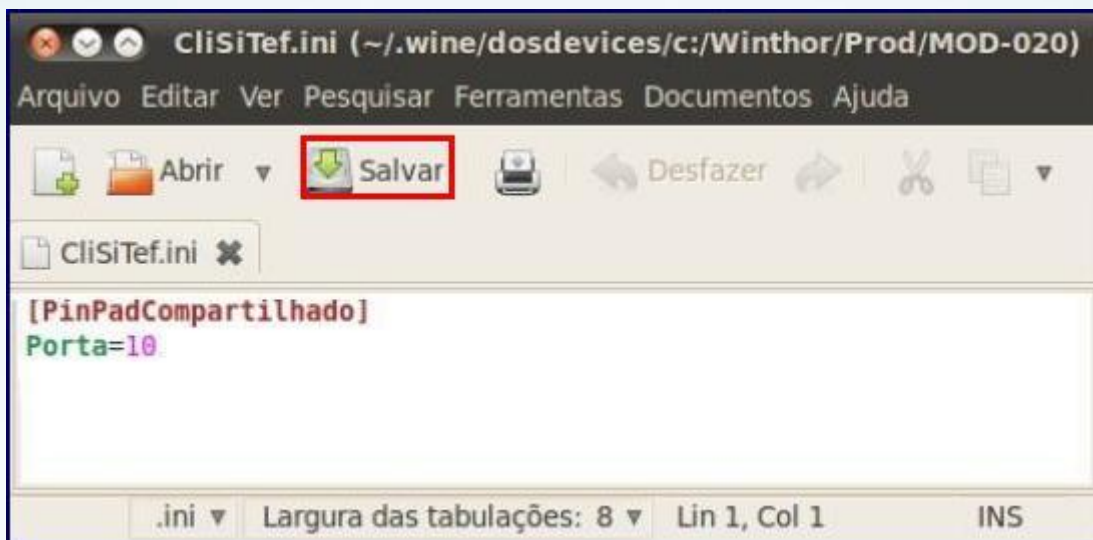 CliSiTef.ini (~/.wine/dosdevices/c:/Winthor/Prod/MOD-020)
Arquivo Editar Ver Pesquisar Ferramentas Documentos Ajuda
Abrir Salvar Desfazer
CliSiTef.ini
[PinPadCompartilhado]
Porta=10
.ini Largura das tabulações: 8 Lin 1, Col 1 INS